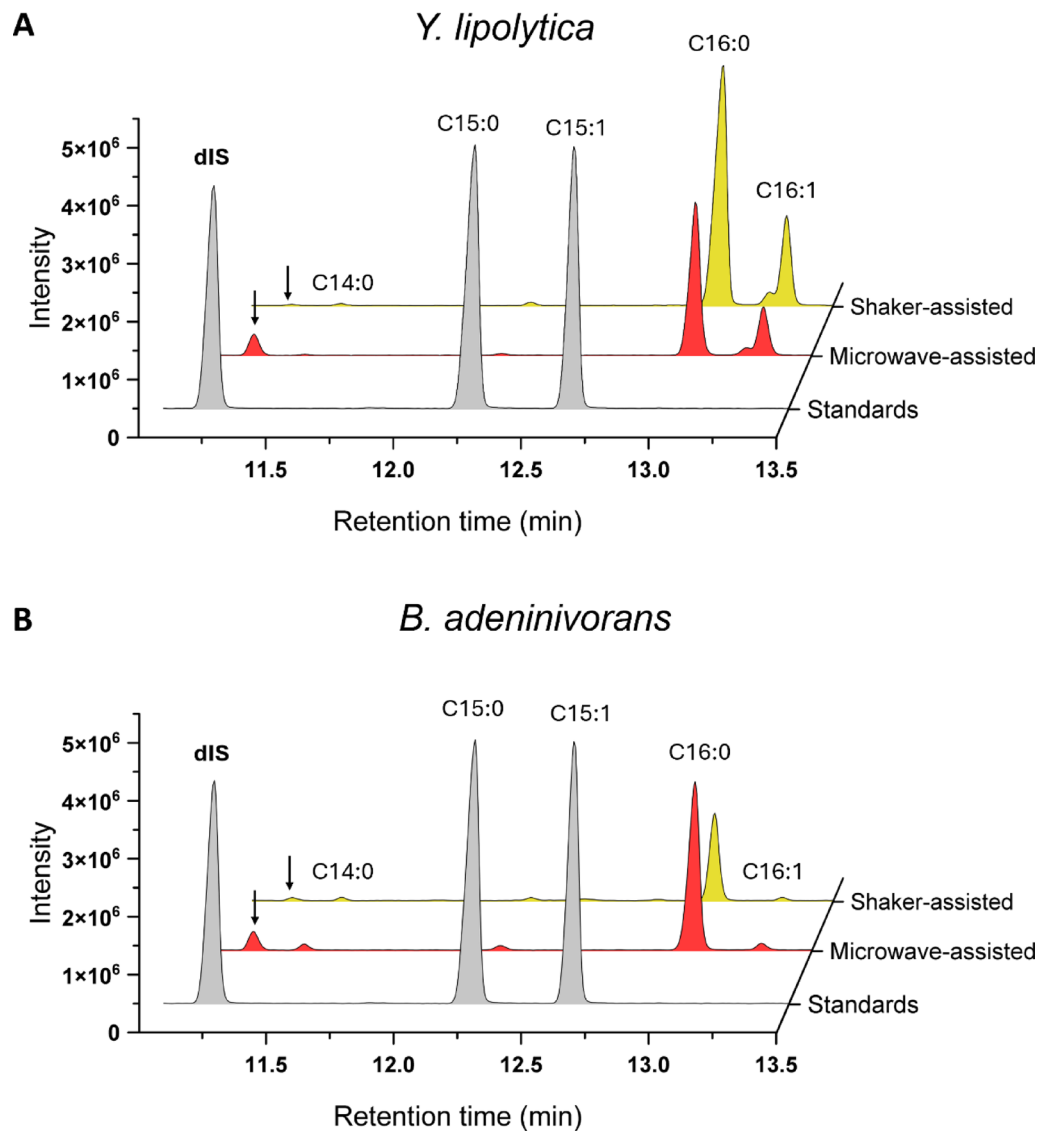 A
Y. lipolytica
C16:0
C15:0
C15:1
dIS
C16:1
C14:0
5×10⁶
4×10⁶
3×10⁶
2×10⁶
1×10⁶
0
Intensity
Shaker-assisted
Microwave-assisted
Standards
11.5 12.0 12.5 13.0 13.5
Retention time (min)
B
B. adeninivorans
C15:0
C15:1
dIS
C16:0
C14:0
C16:1
5×10⁶
4×10⁶
3×10⁶
2×10⁶
1×10⁶
0
Intensity
Shaker-assisted
Microwave-assisted
Standards
11.5 12.0 12.5 13.0 13.5
Retention time (min)